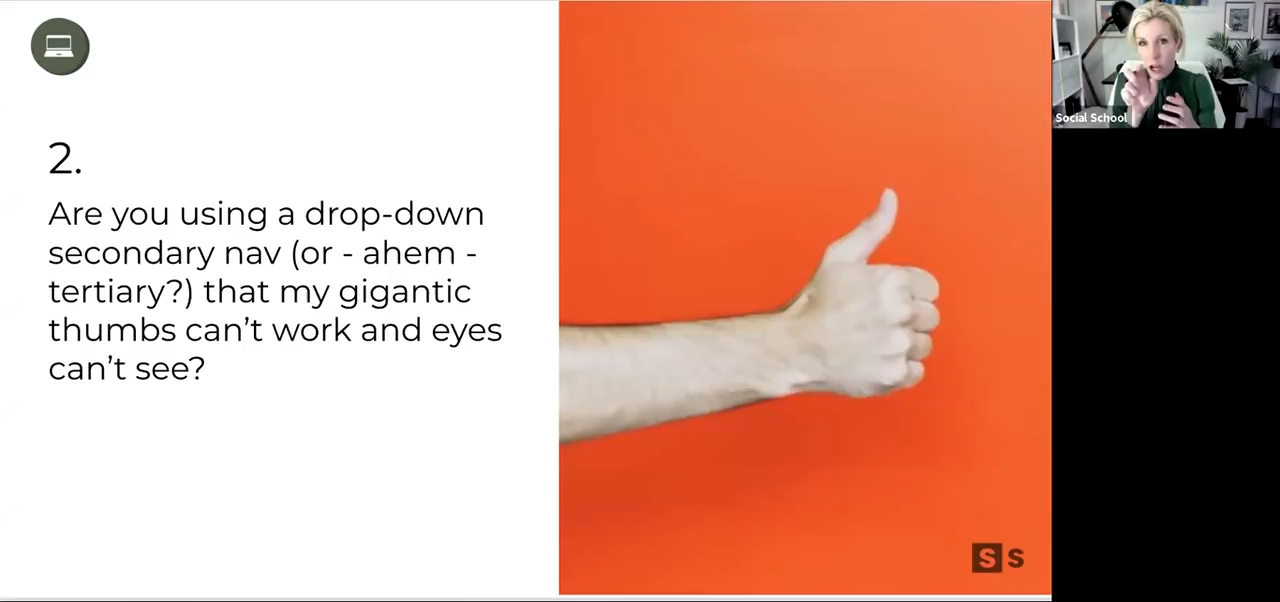 2.
Are you using a drop-down
secondary nav (or - ahem -
tertiary?) that my gigantic
thumbs can't work and eyes
can't see?
Social School
S S